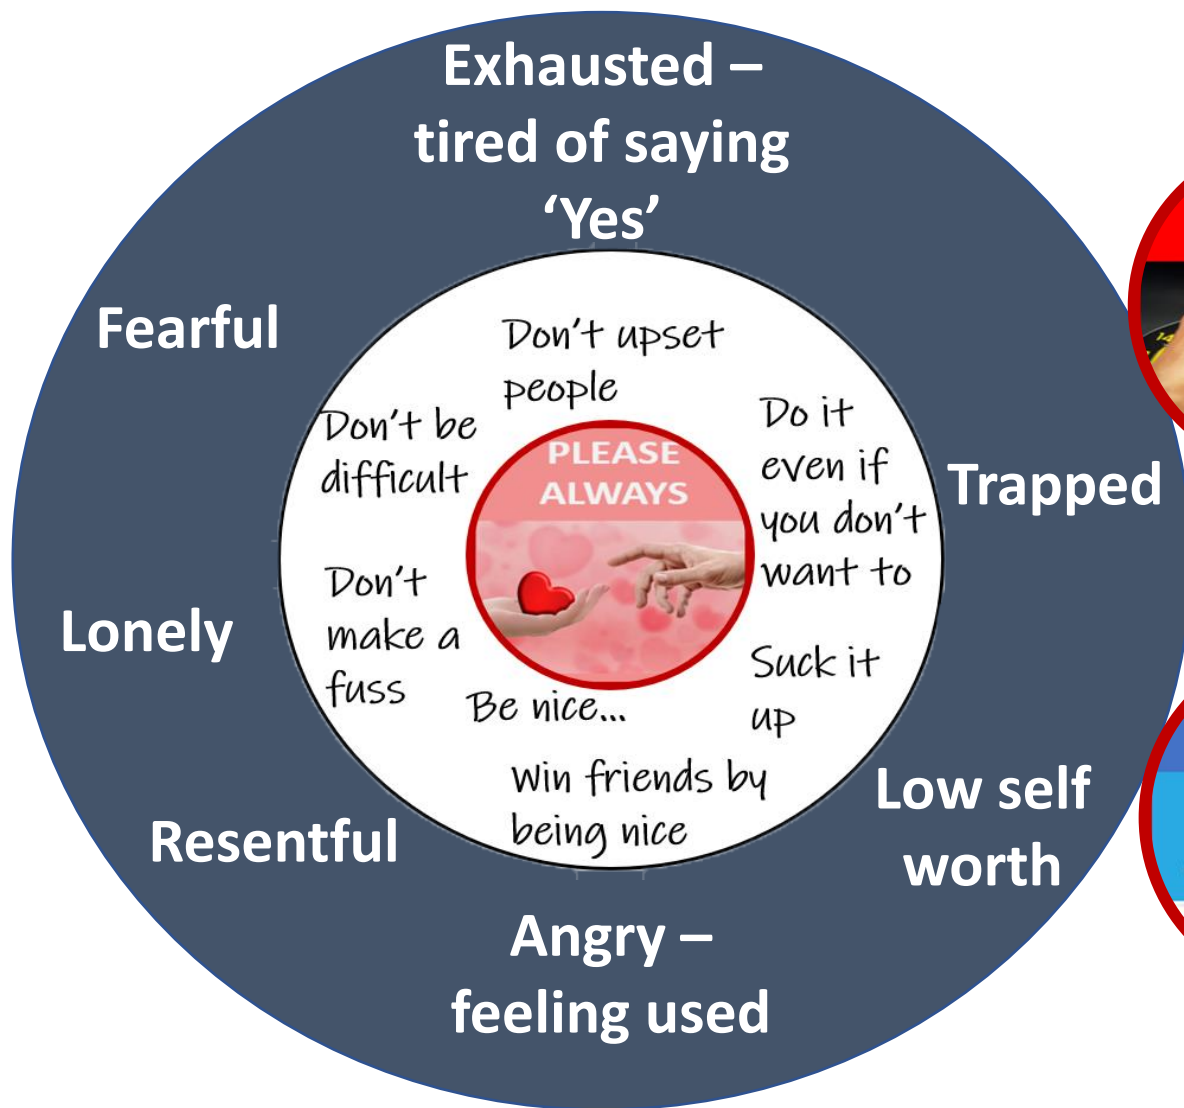 Exhausted –
tired of saying
‘Yes’
Fearful
Trapped
Lonely
Resentful
Low self
worth
Angry –
feeling used
Don't upset
people
Don't be
difficult
Do it
even if
you don't
want to
Don't
make a
fuss
Suck it
up
Be nice...
Win friends by
being nice
PLEASE
ALWAYS